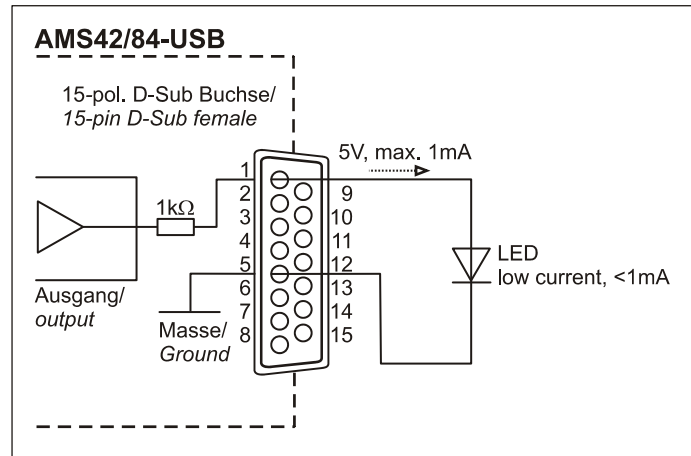 AMS42/84-USB
15-pol. D-Sub Buchse/
15-pin D-Sub female
5V, max. 1mA
1
2
3
4
5
6
7
8
9
10
11
12
13
14
15
1kΩ
Ausgang/
output
Masse/
Ground
LED
low current, <1mA